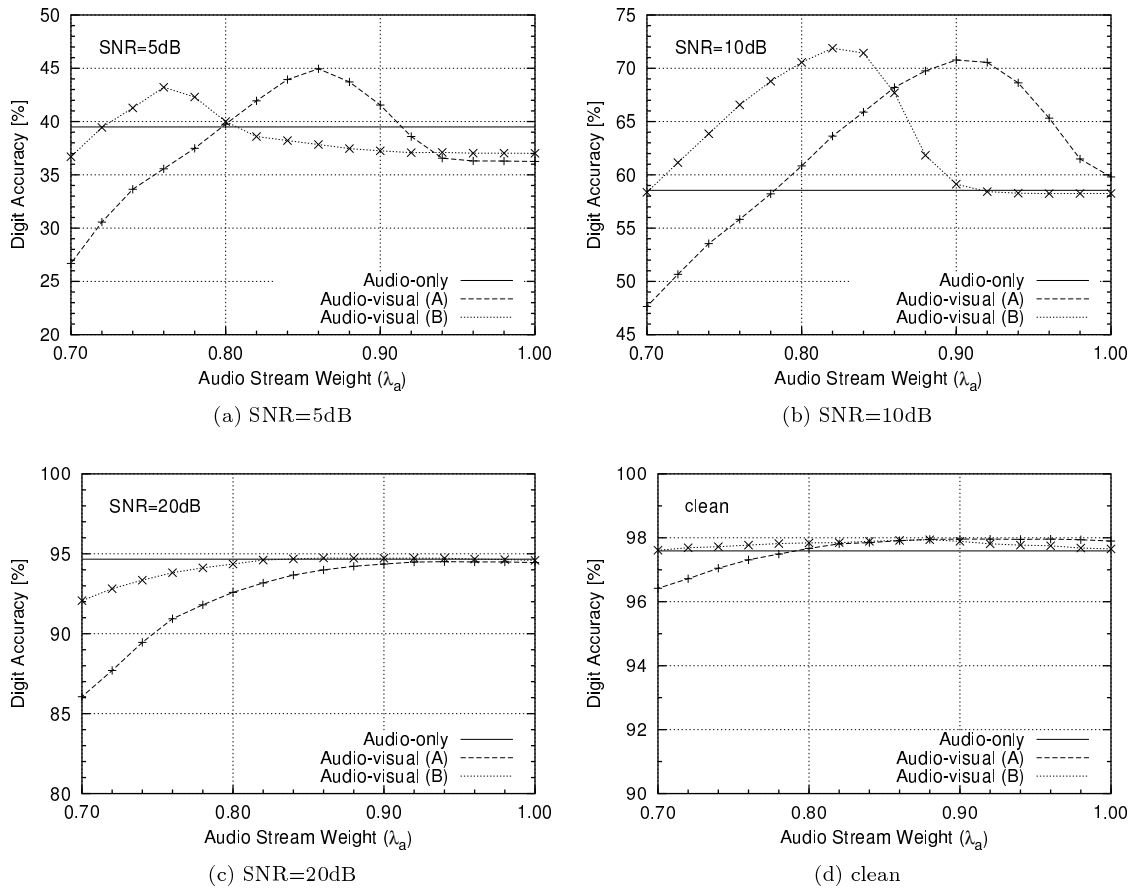 50
45
40
35
30
25
20
Digit Accuracy [%]
SNR=5dB
Audio-only
Audio-visual (A)
Audio-visual (B)
0.70 0.80 0.90 1.00
Audio Stream Weight (λa)
(a) SNR=5dB
75
70
65
60
55
50
45
Digit Accuracy [%]
SNR=10dB
Audio-only
Audio-visual (A)
Audio-visual (B)
0.70 0.80 0.90 1.00
Audio Stream Weight (λa)
(b) SNR=10dB
100
95
90
85
80
Digit Accuracy [%]
SNR=20dB
Audio-only
Audio-visual (A)
Audio-visual (B)
0.70 0.80 0.90 1.00
Audio Stream Weight (λa)
(c) SNR=20dB
100
98
96
94
92
90
Digit Accuracy [%]
clean
Audio-only
Audio-visual (A)
Audio-visual (B)
0.70 0.80 0.90 1.00
Audio Stream Weight (λa)
(d) clean